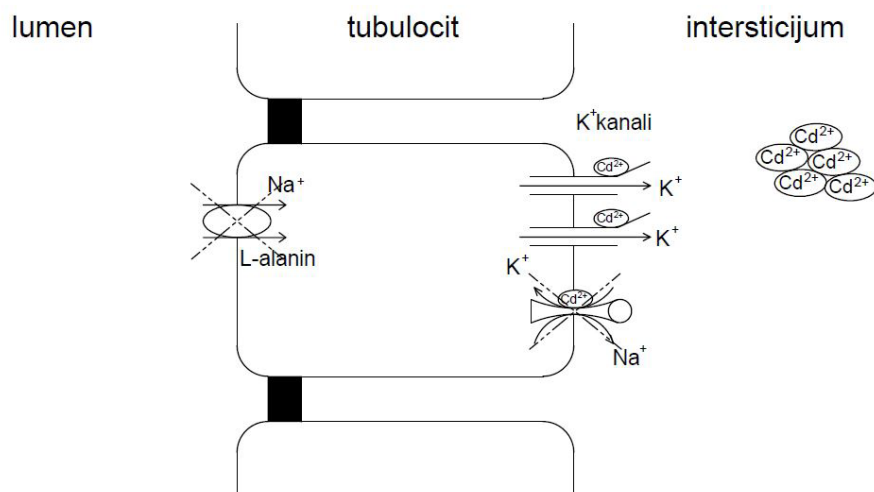 lumen
tubulocit
intersticijum
K⁺kanali
Cd²⁺
Cd²⁺
Cd²⁺
Cd²⁺
Cd²⁺
Cd²⁺
K⁺
Na⁺
Cd²⁺
K⁺
L-alanin
K⁺
Cd²⁺
Na⁺